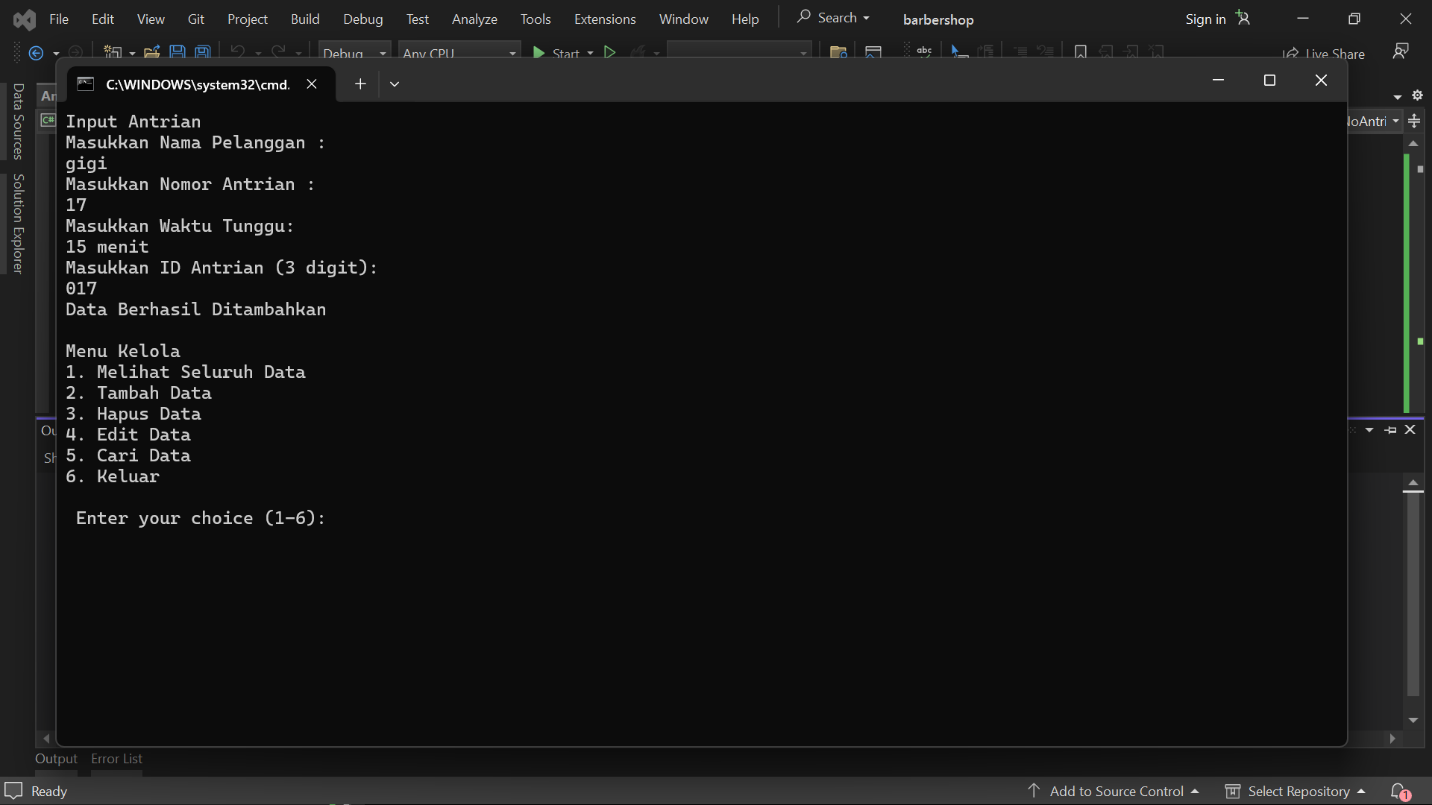 File Edit View Git Project Build Debug Test Analyze Tools Extensions Window Help Search barbershop Sign in
Debug Any CPU Start abc Live Share
C:\WINDOWS\system32\cmd.
Data Sources
Solution Explorer
C#
Input Antrian
Masukkan Nama Pelanggan :
gigi
Masukkan Nomor Antrian :
17
Masukkan Waktu Tunggu:
15 menit
Masukkan ID Antrian (3 digit):
017
Data Berhasil Ditambahkan
Menu Kelola
1. Melihat Seluruh Data
2. Tambah Data
3. Hapus Data
4. Edit Data
5. Cari Data
6. Keluar
Enter your choice (1-6):
Output Error List
Ready Add to Source Control Select Repository 1